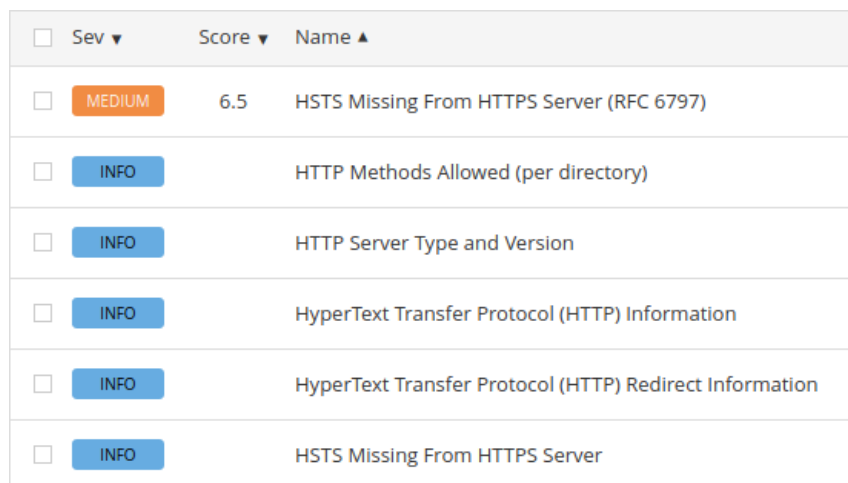 Sev ▼ Score ▼ Name ▲
MEDIUM 6.5 HSTS Missing From HTTPS Server (RFC 6797)
INFO HTTP Methods Allowed (per directory)
INFO HTTP Server Type and Version
INFO HyperText Transfer Protocol (HTTP) Information
INFO HyperText Transfer Protocol (HTTP) Redirect Information
INFO HSTS Missing From HTTPS Server